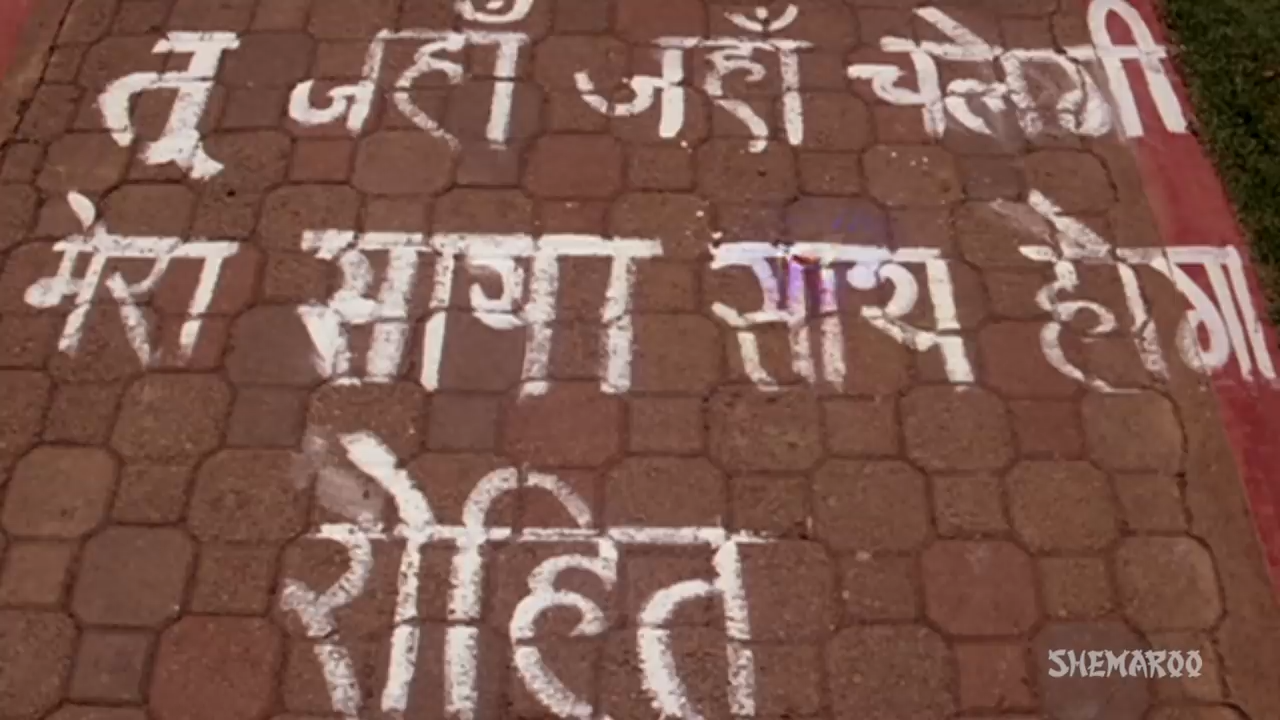 तू जहाँ जहाँ चलेगी
मेरा साया साथ होगा
रोहित
SHEMAROO